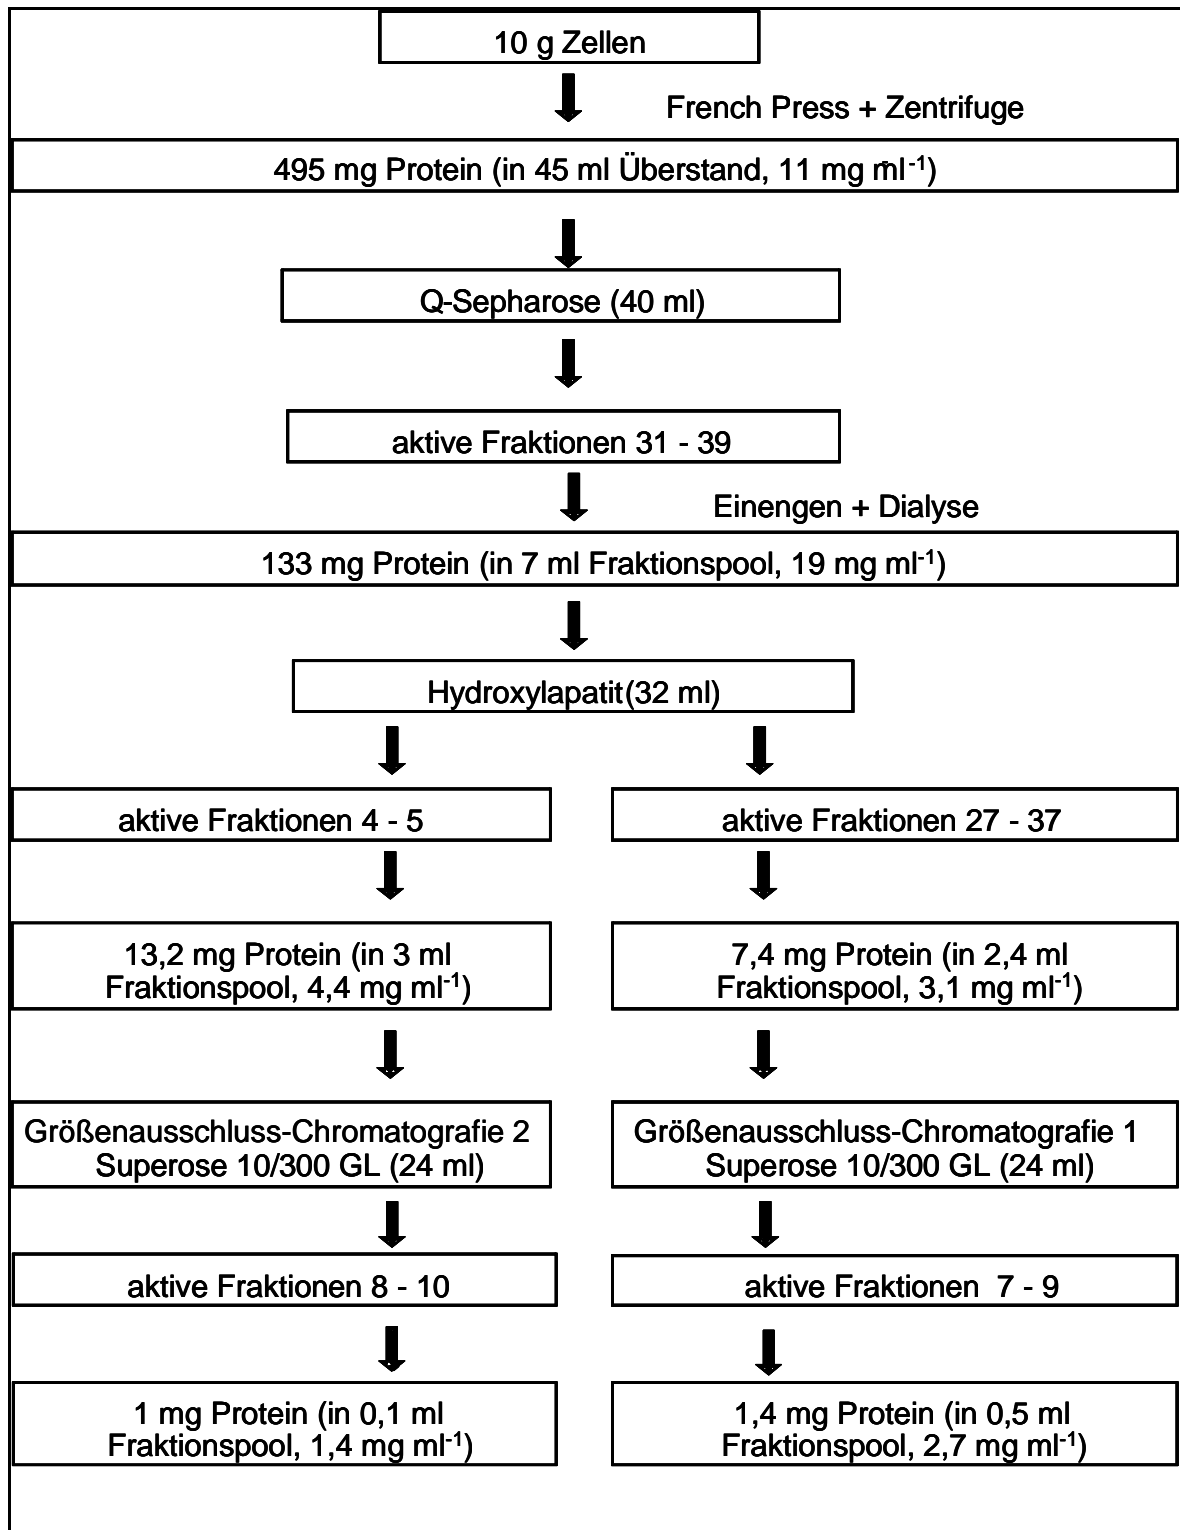 10 g Zellen
French Press + Zentrifuge
495 mg Protein (in 45 ml Überstand, 11 mg ml⁻¹)
Q-Sepharose (40 ml)
aktive Fraktionen 31 - 39
Einengen + Dialyse
133 mg Protein (in 7 ml Fraktionspool, 19 mg ml⁻¹)
Hydroxylapatit(32 ml)
aktive Fraktionen 4 - 5
aktive Fraktionen 27 - 37
13,2 mg Protein (in 3 ml
Fraktionspool, 4,4 mg ml⁻¹)
7,4 mg Protein (in 2,4 ml
Fraktionspool, 3,1 mg ml⁻¹)
Größenausschluss-Chromatografie 2
Superose 10/300 GL (24 ml)
Größenausschluss-Chromatografie 1
Superose 10/300 GL (24 ml)
aktive Fraktionen 8 - 10
aktive Fraktionen 7 - 9
1 mg Protein (in 0,1 ml
Fraktionspool, 1,4 mg ml⁻¹)
1,4 mg Protein (in 0,5 ml
Fraktionspool, 2,7 mg ml⁻¹)